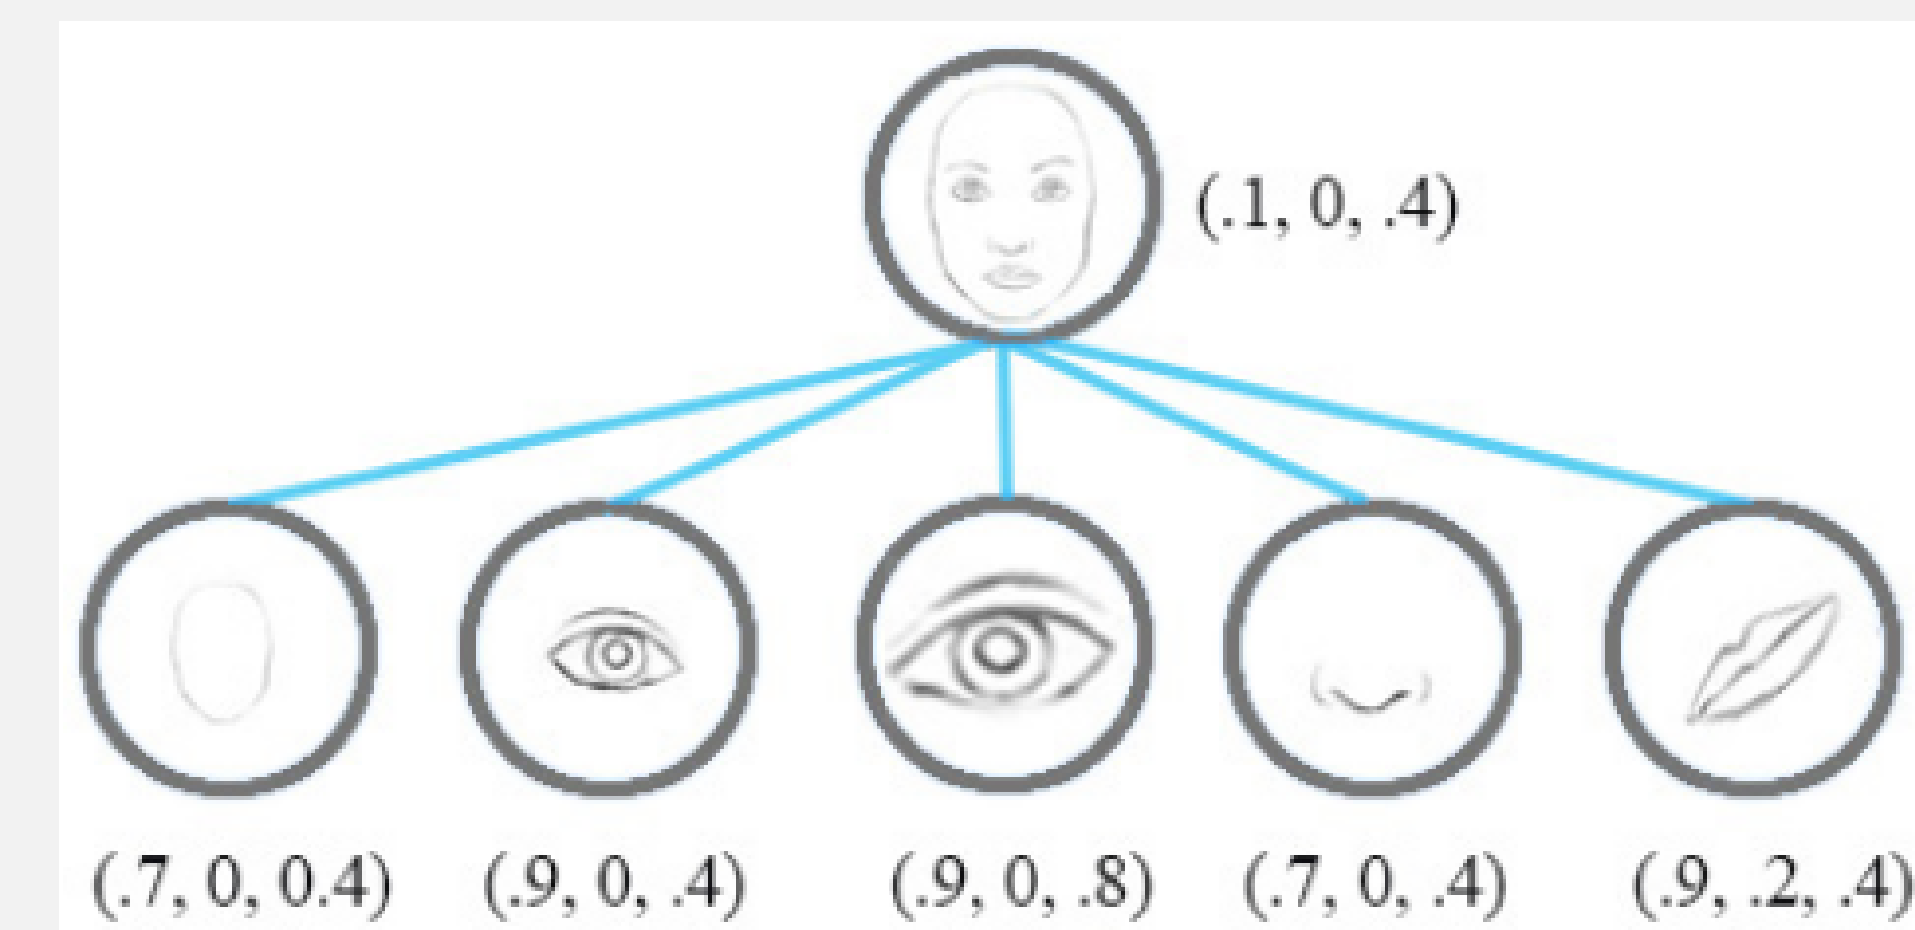 (.1, 0, .4)
(.7, 0, 0.4) (.9, 0, .4) (.9, 0, .8) (.7, 0, .4) (.9, .2, .4)